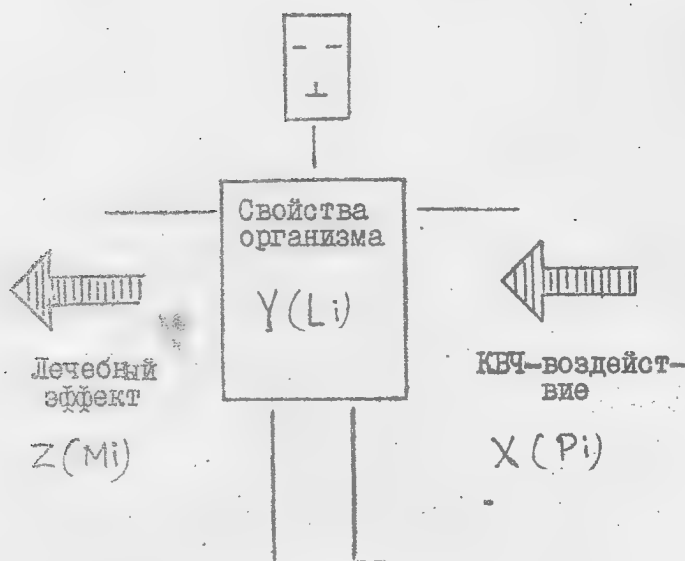 Свойства
организма
Y(Li)
Лечебный
эффект
Z(Mi)
КВЧ-воздейст-
вие
X(Pi)